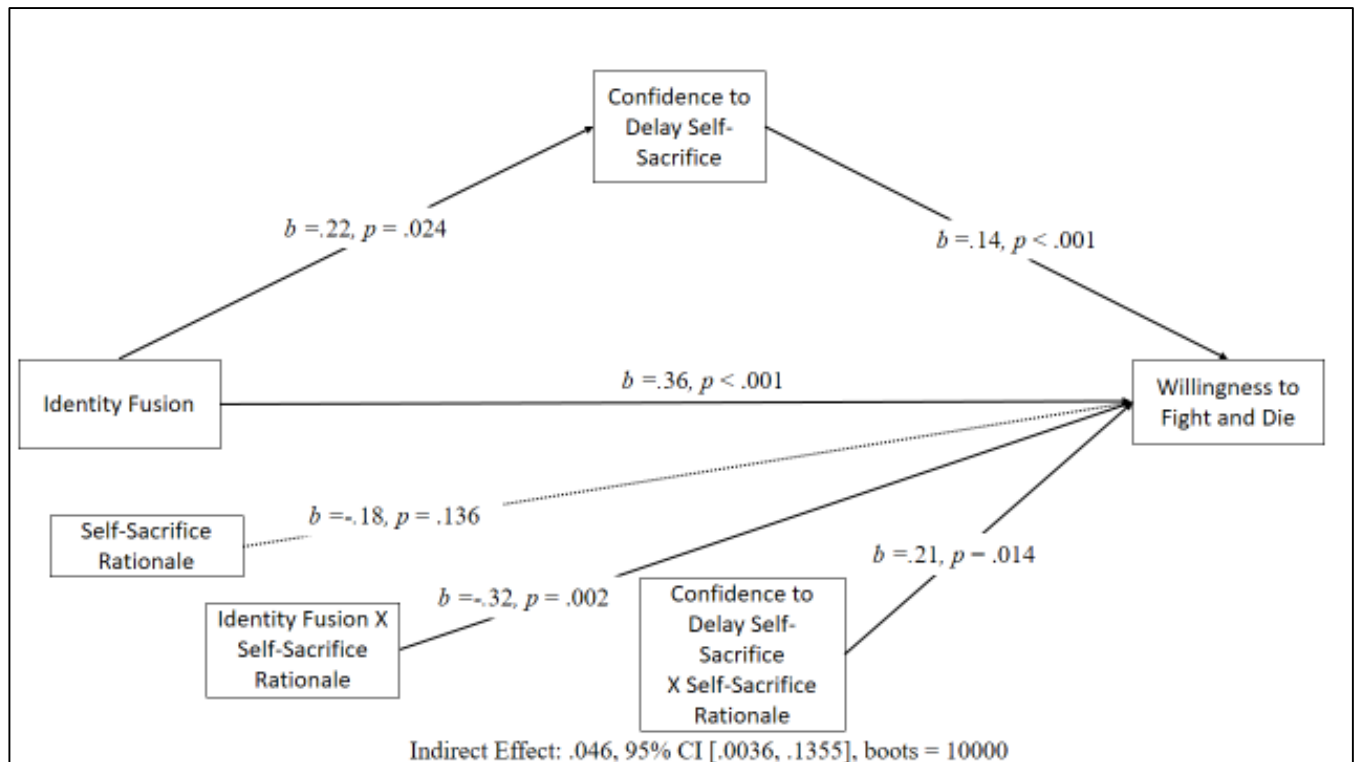 Confidence to
Delay Self-
Sacrifice
b =.22, p = .024
b =.14, p < .001
Identity Fusion
b =.36, p < .001
Willingness to
Fight and Die
Self-Sacrifice
Rationale
b =-.18, p = .136
b =.21, p = .014
Identity Fusion X
Self-Sacrifice
Rationale
b =-.32, p = .002
Confidence to
Delay Self-
Sacrifice
X Self-Sacrifice
Rationale
Indirect Effect: .046, 95% CI [.0036, .1355], boots = 10000